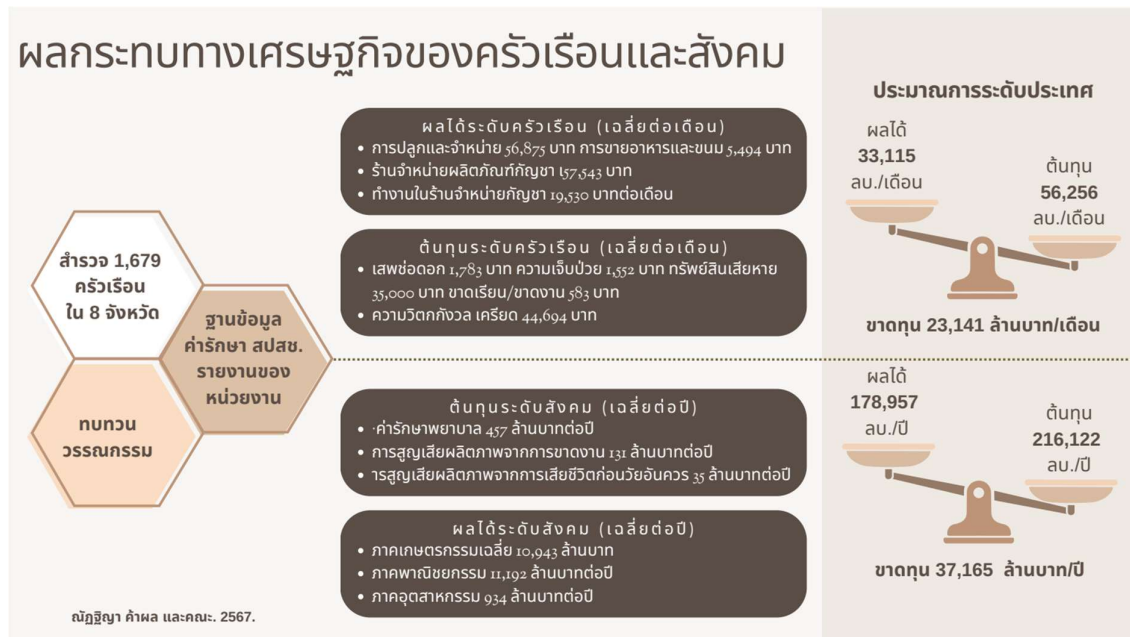 ผลกระทบทางเศรษฐกิจของครัวเรือนและสังคม
สำรวจ 1,679
ครัวเรือน
ใน 8 จังหวัด
ฐานข้อมูล
ค่ารักษา สปสช.
รายงานของ
หน่วยงาน
ทบทวน
วรรณกรรม
ผลได้ระดับครัวเรือน (เฉลี่ยต่อเดือน)
• การปลูกและจำหน่าย 56,875 บาท การขายอาหารและขนม 5,494 บาท
• ร้านจำหน่ายผลิตภัณฑ์กัญชา เ57,543 บาท
• ทำงานในร้านจำหน่ายกัญชา 19,530 บาทต่อเดือน
ต้นทุนระดับครัวเรือน (เฉลี่ยต่อเดือน)
• เสพช่อดอก 1,783 บาท ความเจ็บป่วย 1,552 บาท ทรัพย์สินเสียหาย
35,000 บาท ขาดเรียน/ขาดงาน 583 บาท
• ความวิตกกังวล เครียด 44,694 บาท
ต้นทุนระดับสังคม (เฉลี่ยต่อปี)
• ·ค่ารักษาพยาบาล 457 ล้านบาทต่อปี
• การสูญเสียผลิตภาพจากการขาดงาน 131 ล้านบาทต่อปี
• ารสูญเสียผลิตภาพจากการเสียชีวิตก่อนวัยอันควร 35 ล้านบาทต่อปี
ผลได้ระดับสังคม (เฉลี่ยต่อปี)
• ภาคเกษตรกรรมเฉลี่ย 10,943 ล้านบาท
• ภาคพาณิชยกรรม 11,192 ล้านบาทต่อปี
• ภาคอุตสาหกรรม 934 ล้านบาทต่อปี
ประมาณการระดับประเทศ
ผลได้
33,115
ลบ./เดือน
ต้นทุน
56,256
ลบ./เดือน
ขาดทุน 23,141 ล้านบาท/เดือน
ผลได้
178,957
ลบ./ปี
ต้นทุน
216,122
ลบ./ปี
ขาดทุน 37,165 ล้านบาท/ปี
ณัฏฐิญา ค้าผล และคณะ. 2567.